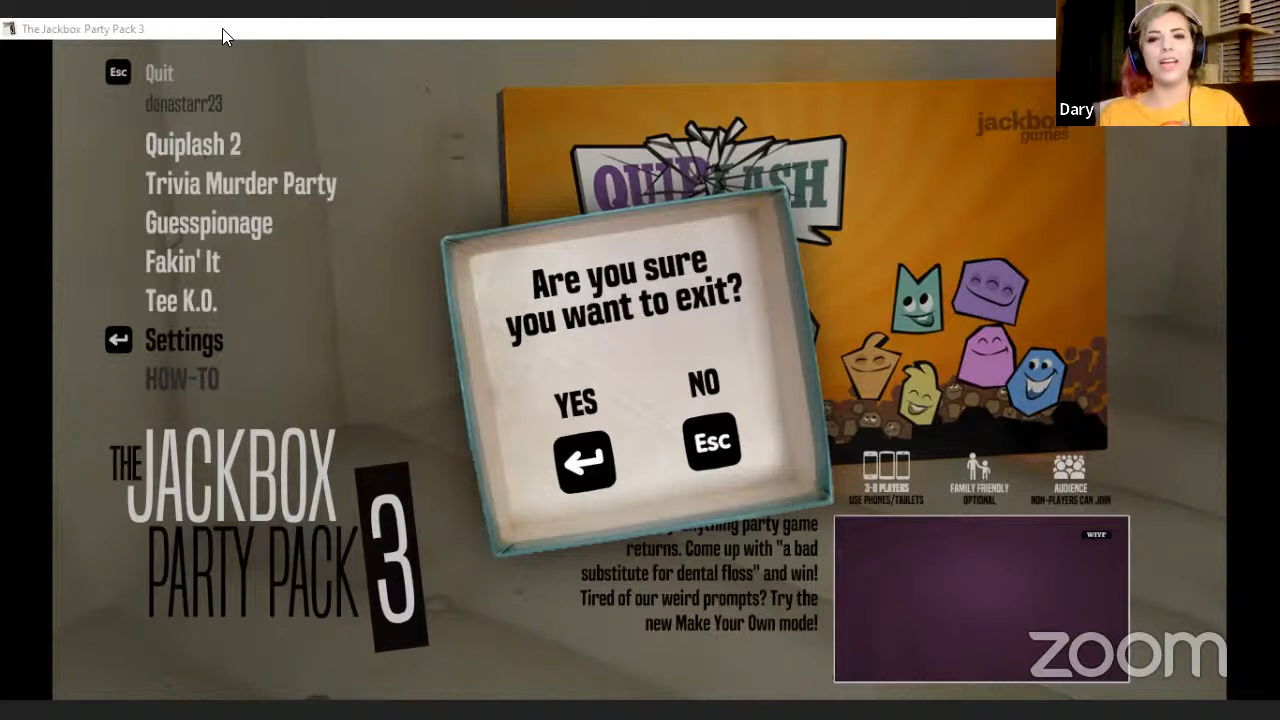 The Jackbox Party Pack 3
Dary
Esc Quit
danastarr23
Quiplash 2
Trivia Murder Party
Guesspionage
Fakin' It
Tee K.O.
Settings
HOW-TO
THE JACKBOX
PARTY PACK 3
jackbox
games
QUIPLASH
Are you sure
you want to exit?
YES
NO
Esc
3-8 PLAYERS
USE PHONES/TABLETS
FAMILY FRIENDLY
OPTIONAL
AUDIENCE
NON-PLAYERS CAN JOIN
anything party game
returns. Come up with "a bad
substitute for dental floss" and win!
Tired of our weird prompts? Try the
new Make Your Own mode!
WIYF
zoom